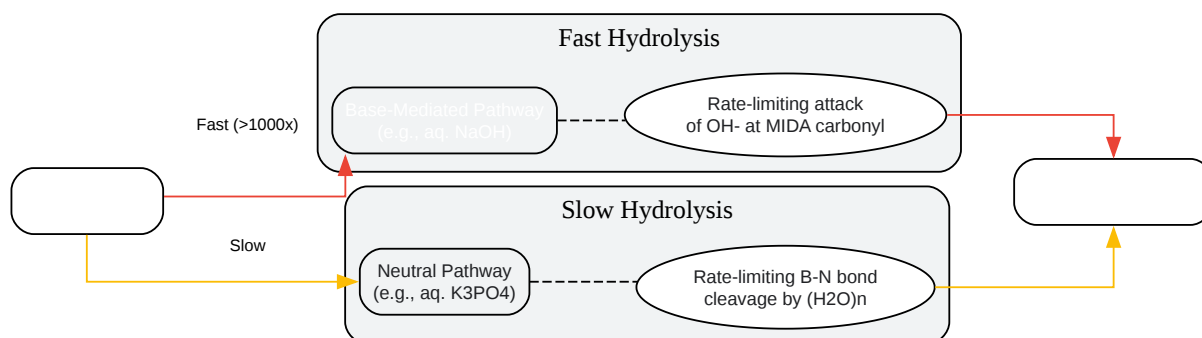 Fast Hydrolysis
Base-Mediated Pathway
(e.g., aq. NaOH)
Rate-limiting attack
of OH- at MIDA carbonyl
Fast (>1000x)
Slow Hydrolysis
Slow
Neutral Pathway
(e.g., aq. K3PO4)
Rate-limiting B-N bond
cleavage by (H2O)n